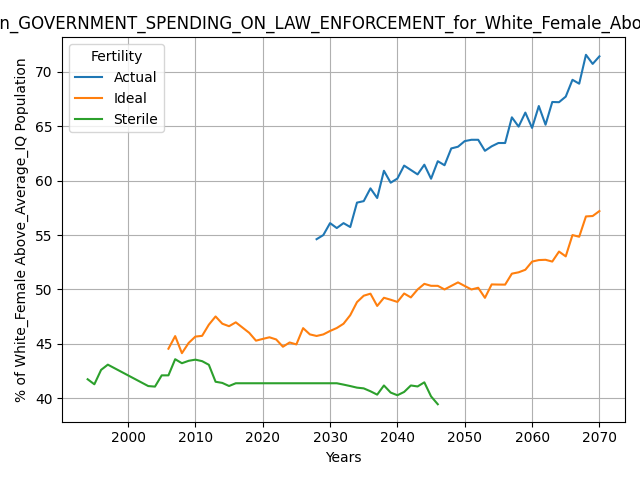 n_GOVERNMENT_SPENDING_ON_LAW_ENFORCEMENT_for_White_Female_Abo
Fertility
Actual
Ideal
Sterile
% of White_Female Above_Average_IQ Population
70
65
60
55
50
45
40
2000 2010 2020 2030 2040 2050 2060 2070
Years